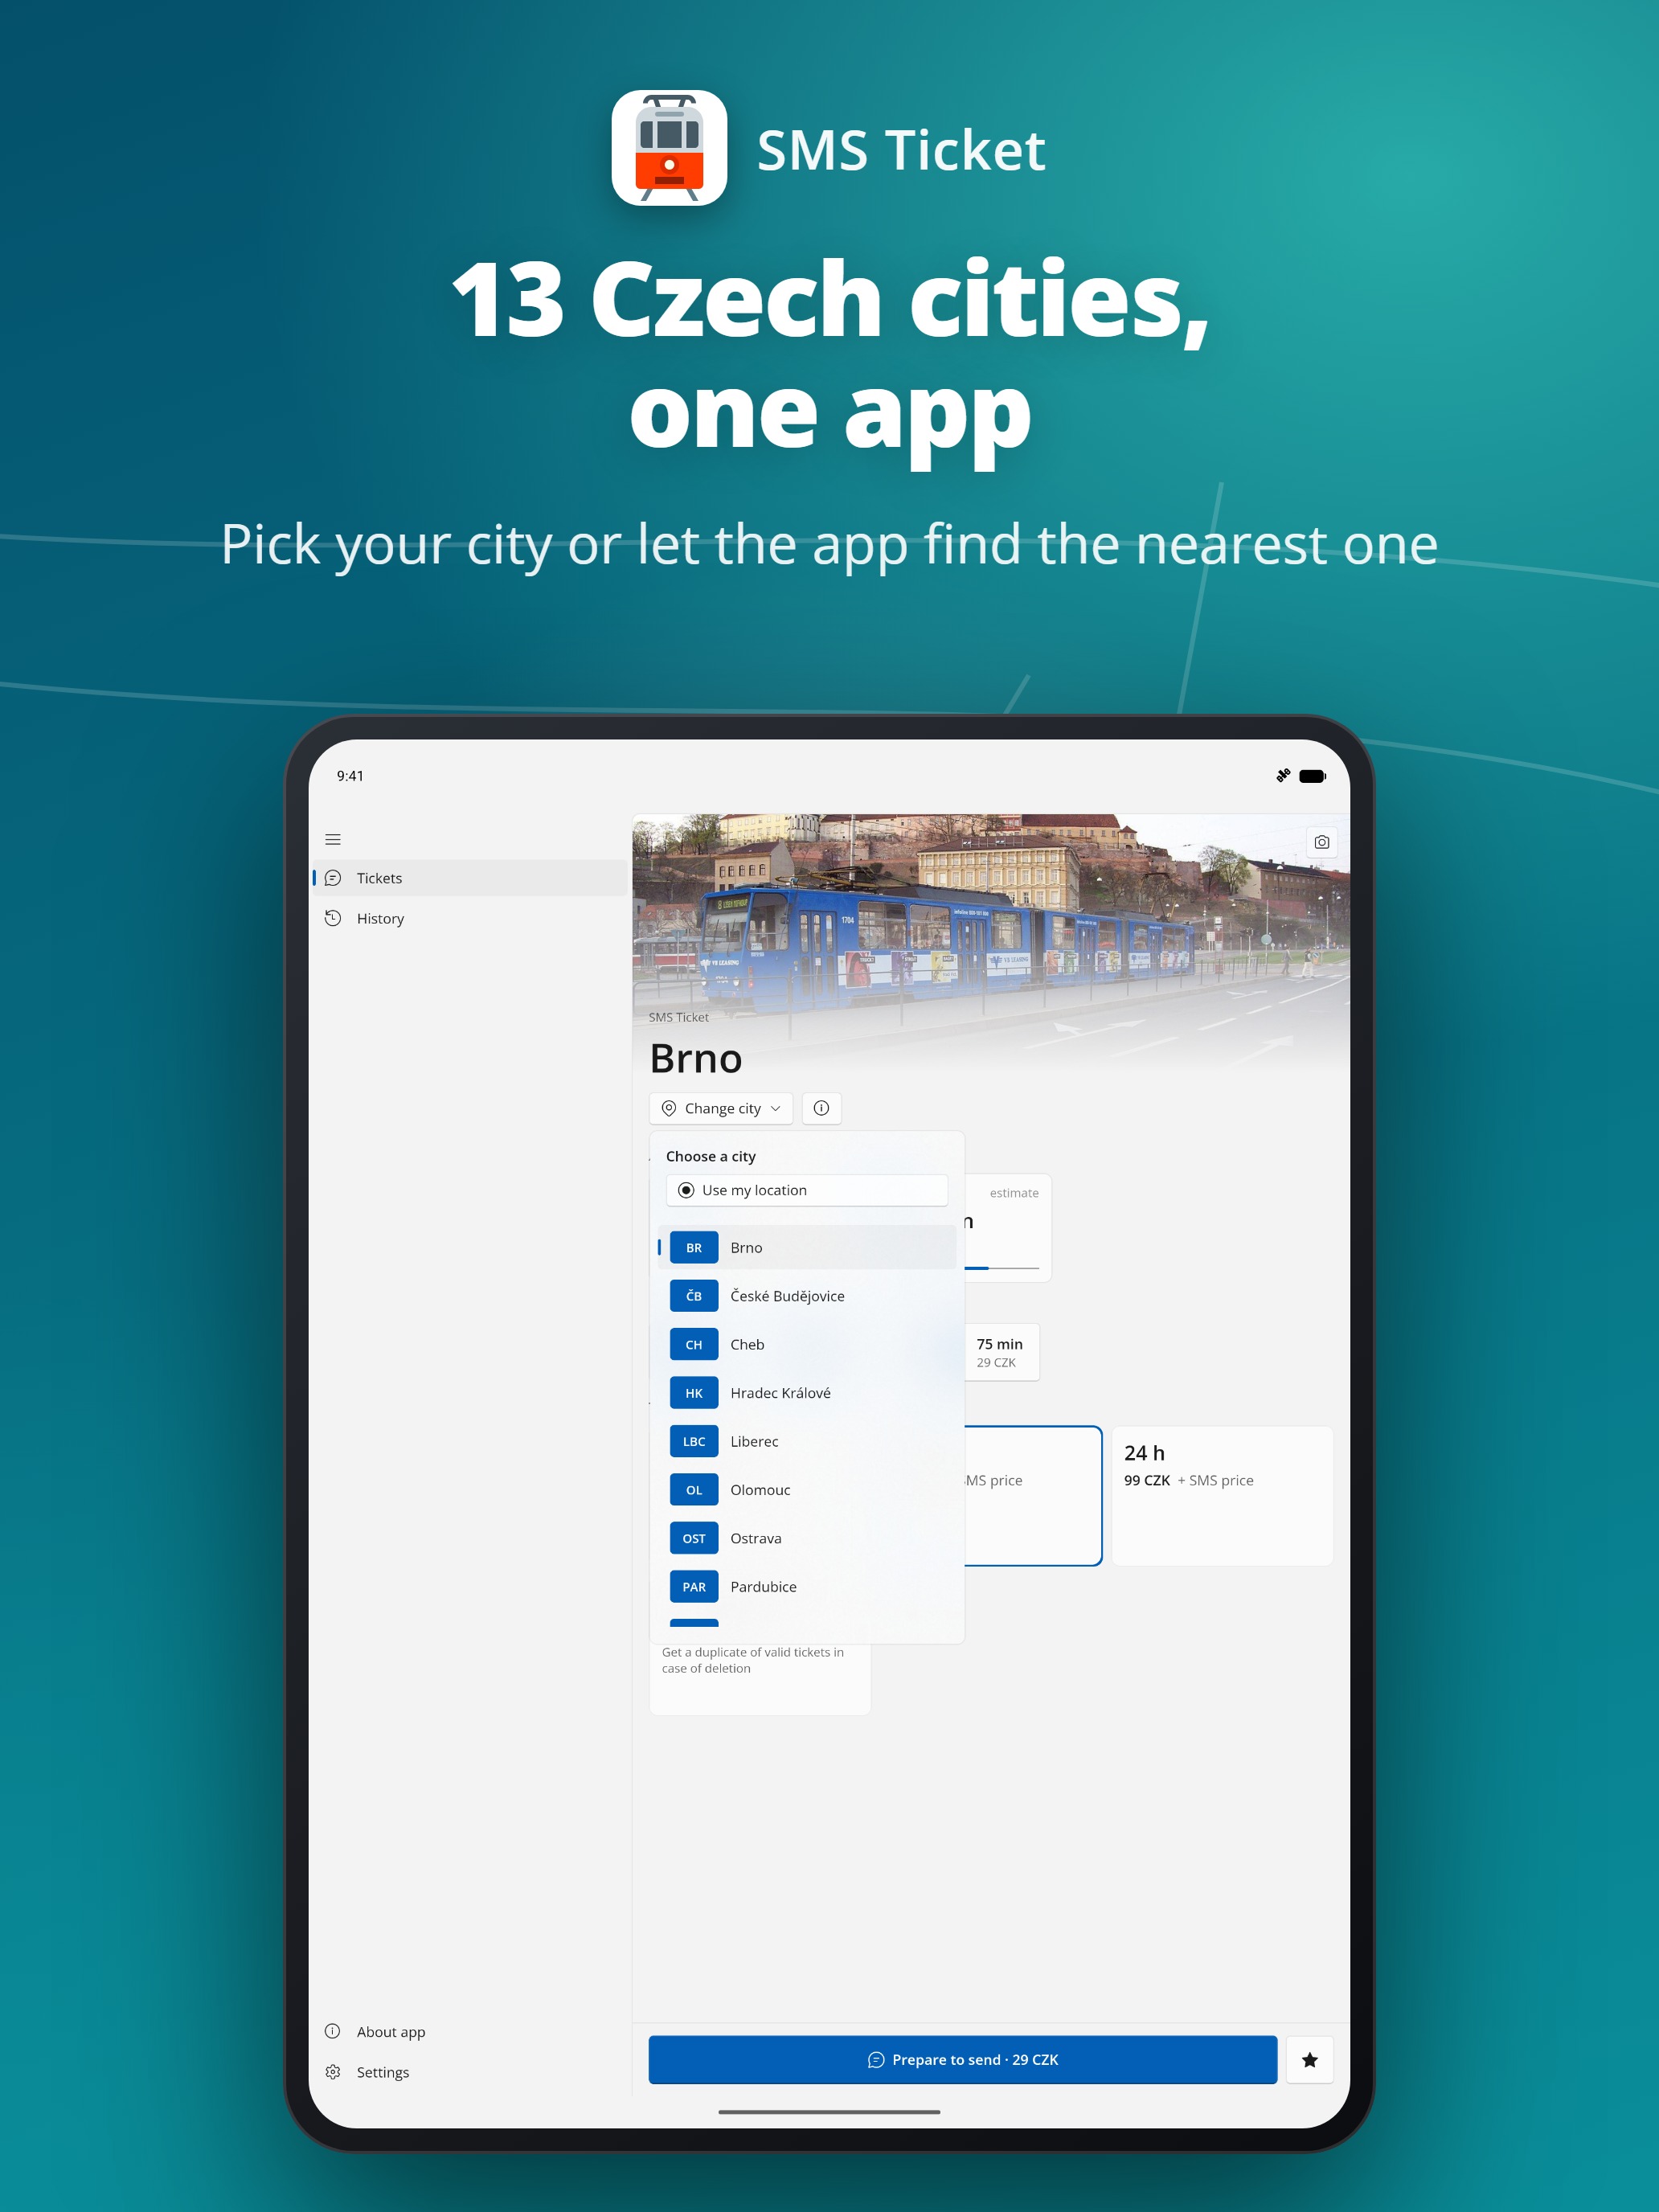 SMS Ticket
13 Czech cities,
one app
Pick your city or let the app find the nearest one
9:41
Tickets
History
1704
SMS Ticket
Brno
Change city
Choose a city
Use my location
estimate
BR Brno
ČB České Budějovice
CH Cheb
75 min
29 CZK
HK Hradec Králové
LBC Liberec
24 h
SMS price
99 CZK + SMS price
OL Olomouc
OST Ostrava
PAR Pardubice
Get a duplicate of valid tickets in
case of deletion
About app
Settings
Prepare to send · 29 CZK